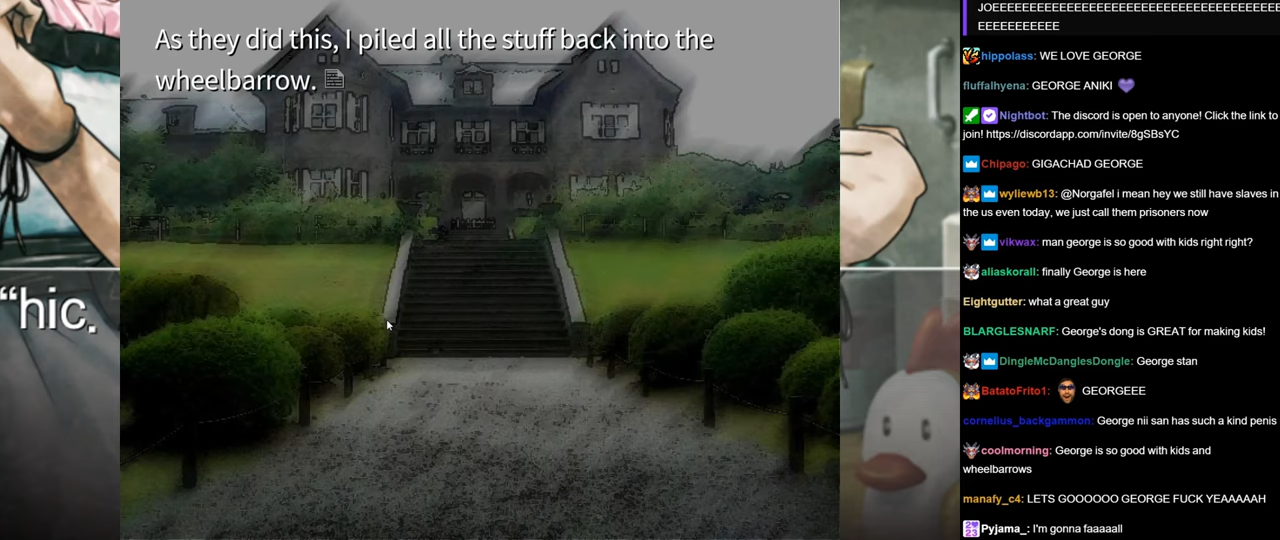 As they did this, I piled all the stuff back into the
wheelbarrow.
“hic.
JOEEEEEEEEEEEEEEEEEEEEEEEEEEEEEEEEEEEEEE
EEEEEEEEEEE
hippolass: WE LOVE GEORGE
fluffalhyena: GEORGE ANIKI
Nightbot: The discord is open to anyone! Click the link to
join! https://discordapp.com/invite/8gSBsYC
Chipago: GIGACHAD GEORGE
wyliewb13: @Norgafel i mean hey we still have slaves in
the us even today, we just call them prisoners now
vikwax: man george is so good with kids right right?
aliaskorall: finally George is here
Eightgutter: what a great guy
BLARGLESNARF: George's dong is GREAT for making kids!
DingleMcDanglesDongle: George stan
BatatoFrito1: GEORGEEE
cornelius_backgammon: George nii san has such a kind penis
coolmorning: George is so good with kids and
wheelbarrows
manafy_c4: LETS GOOOOOO GEORGE FUCK YEAAAAAH
2023
Pyjama_: I'm gonna faaaaall